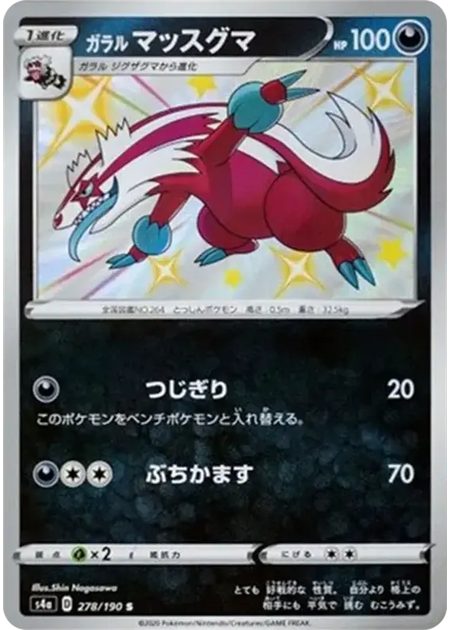 1進化
ガラル マッスグマ
HP 100
ガラル ジグザグマから進化
全国図鑑NO.264 とっしんポケモン 高さ:0.5m 重さ:32.5kg
つじぎり 20
このポケモンをベンチポケモンと入れ替える。
ぶちかます 70
弱点 ×2 抵抗力 にげる
Illus.Shin Nagasawa
s4a D 278/190 S
とても 好戦的な 性質。 格上の
相手にも 平気で 挑む むこうみず。
©2020 Pokémon/Nintendo/Creatures/GAME FREAK.